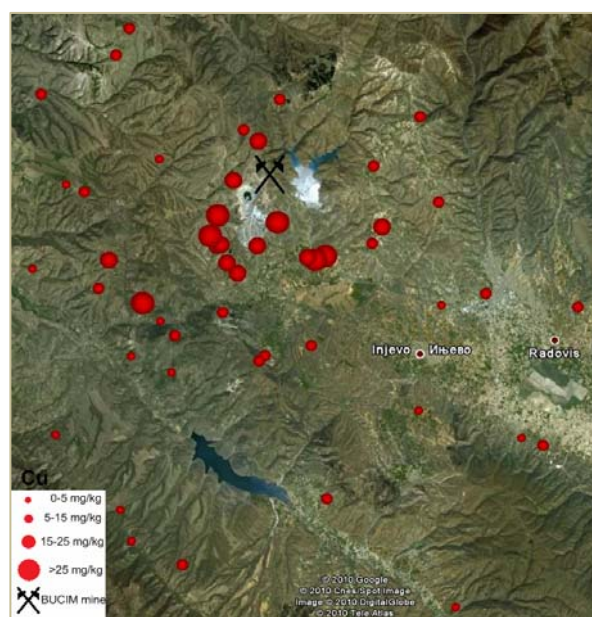 Injevo Ињево
Radovis
Cu
0-5 mg/kg
5-15 mg/kg
15-25 mg/kg
>25 mg/kg
BUCIM mine
© 2010 Google
© 2010 Cnes/Spot Image
Image © 2010 DigitalGlobe
© 2010 Tele Atlas